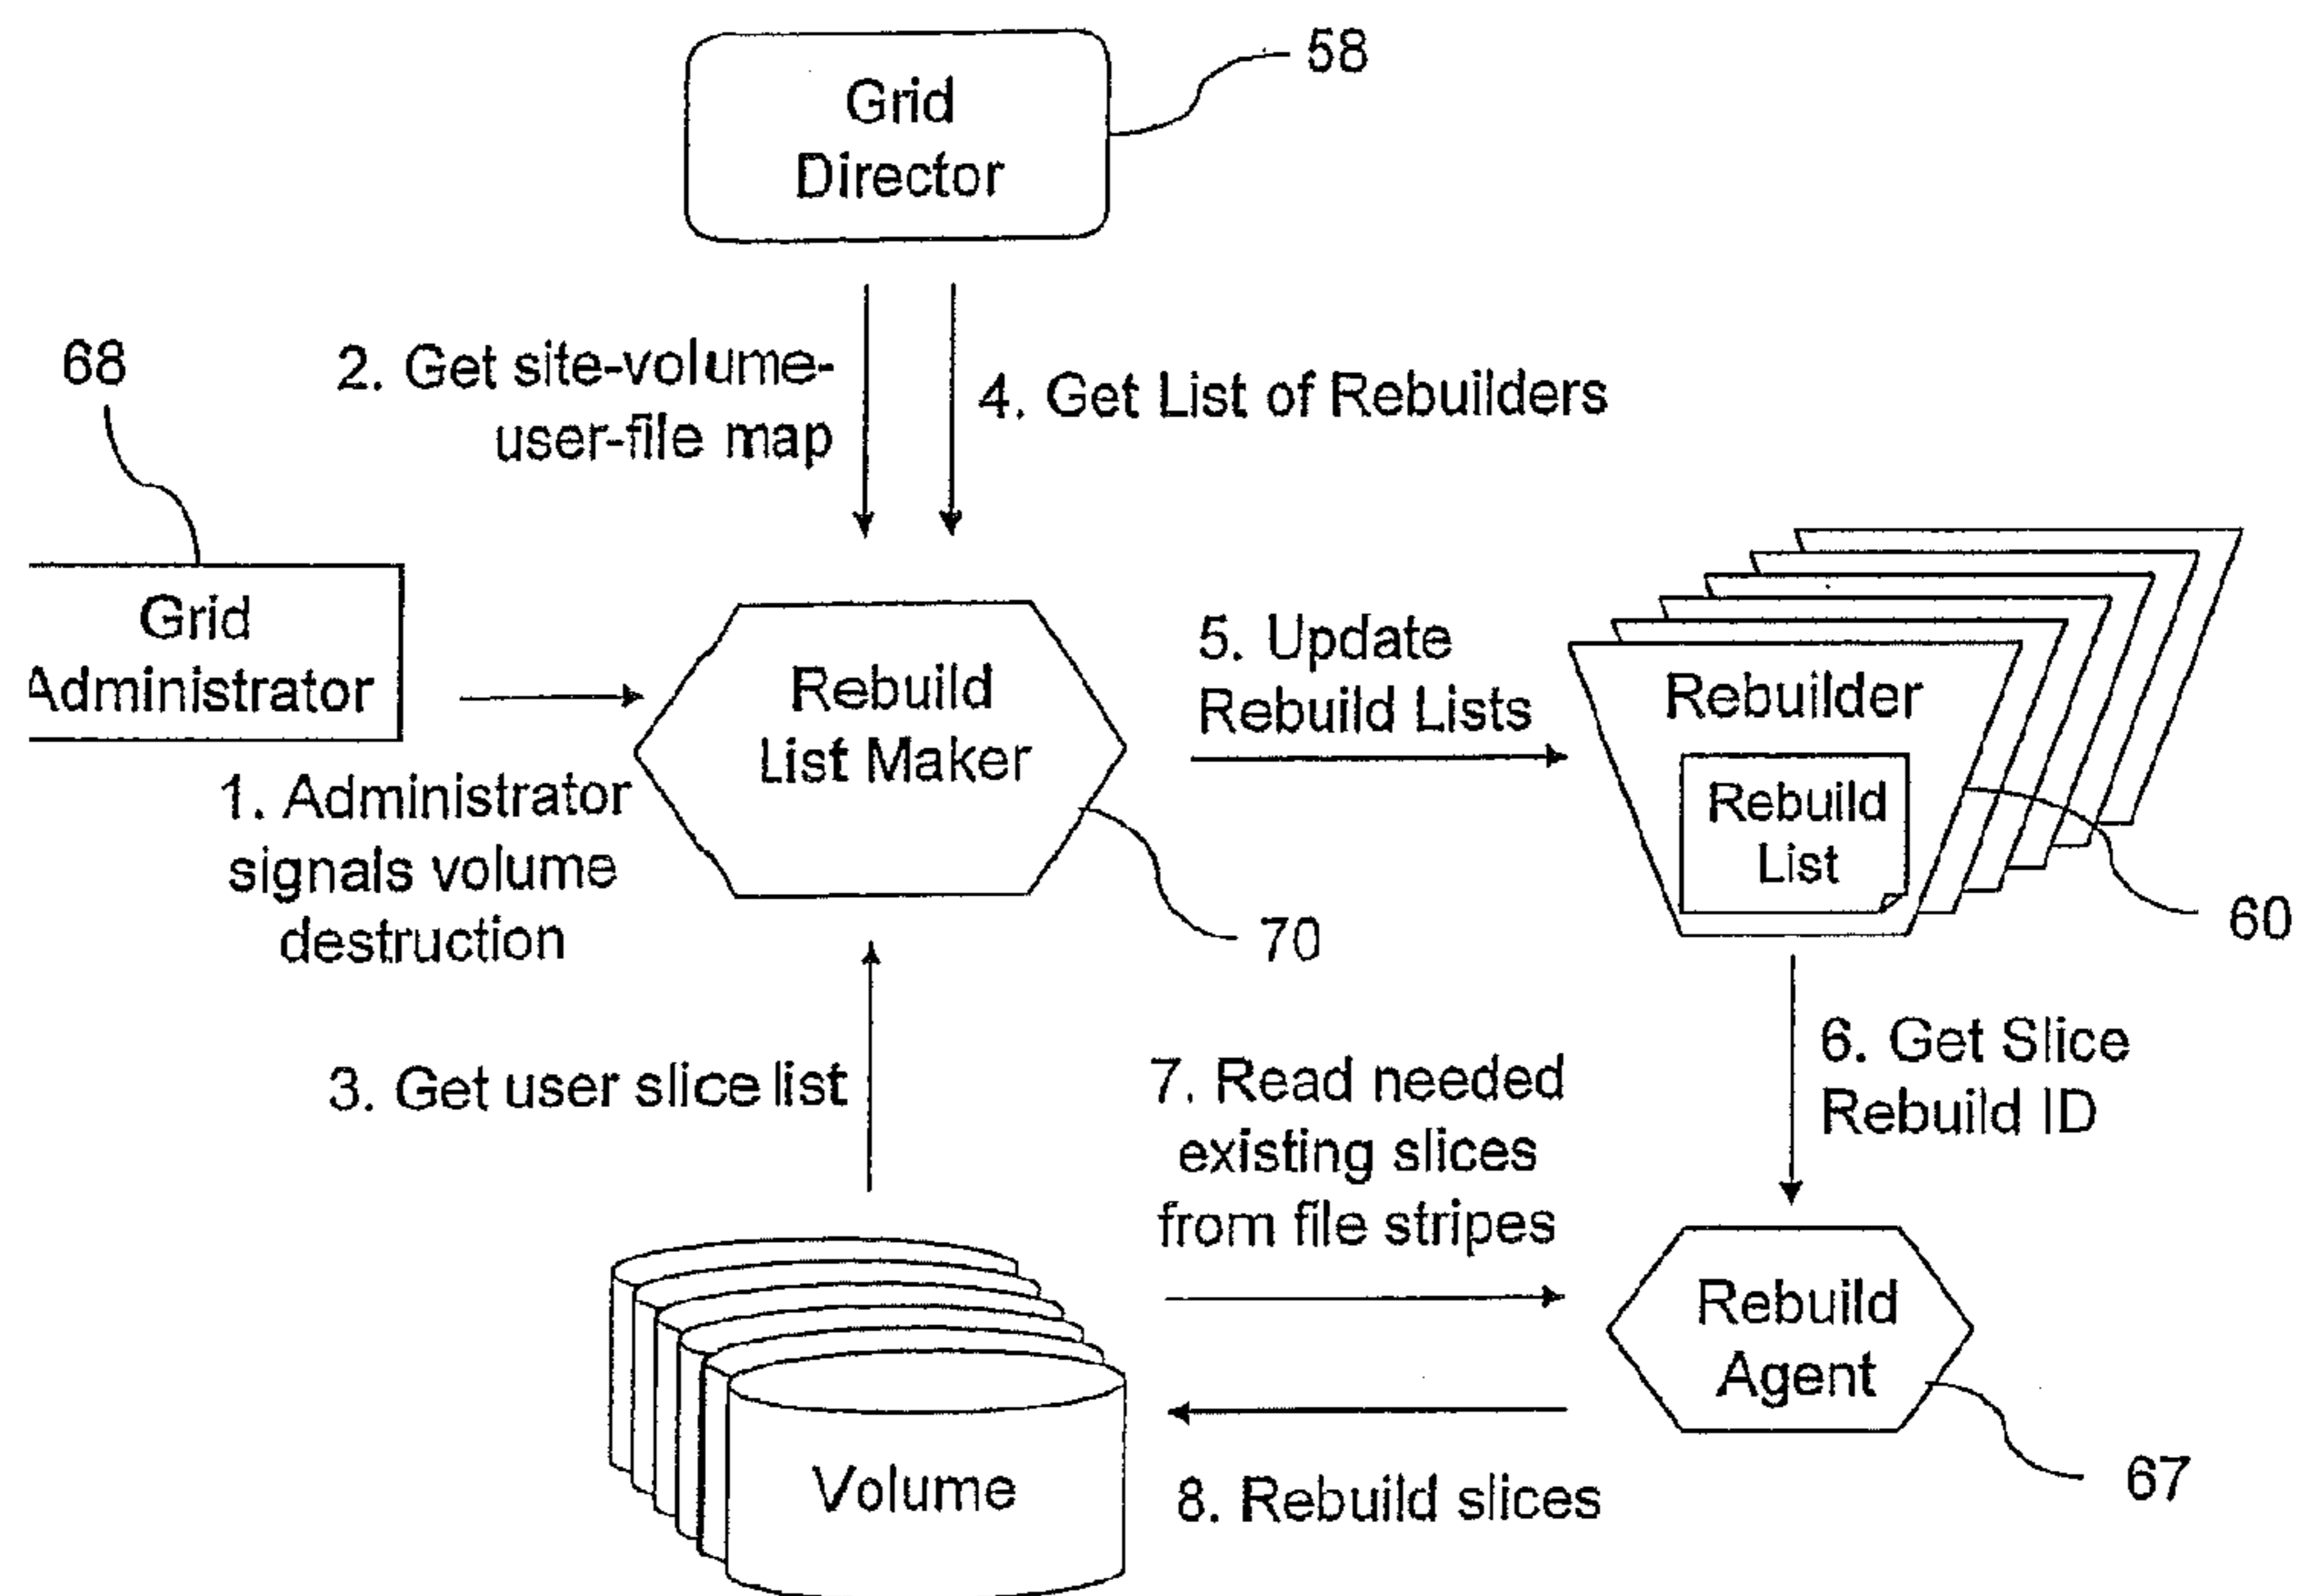 58
Grid
Director
68
2. Get site-volume-
user-file map
4. Get List of Rebuilders
Grid
Administrator
Rebuild
List Maker
5. Update
Rebuild Lists
Rebuilder
Rebuild
List
1. Administrator
signals volume
destruction
70
60
3. Get user slice list
7. Read needed
existing slices
from file stripes
6. Get Slice
Rebuild ID
Rebuild
Agent
Volume
8. Rebuild slices
67